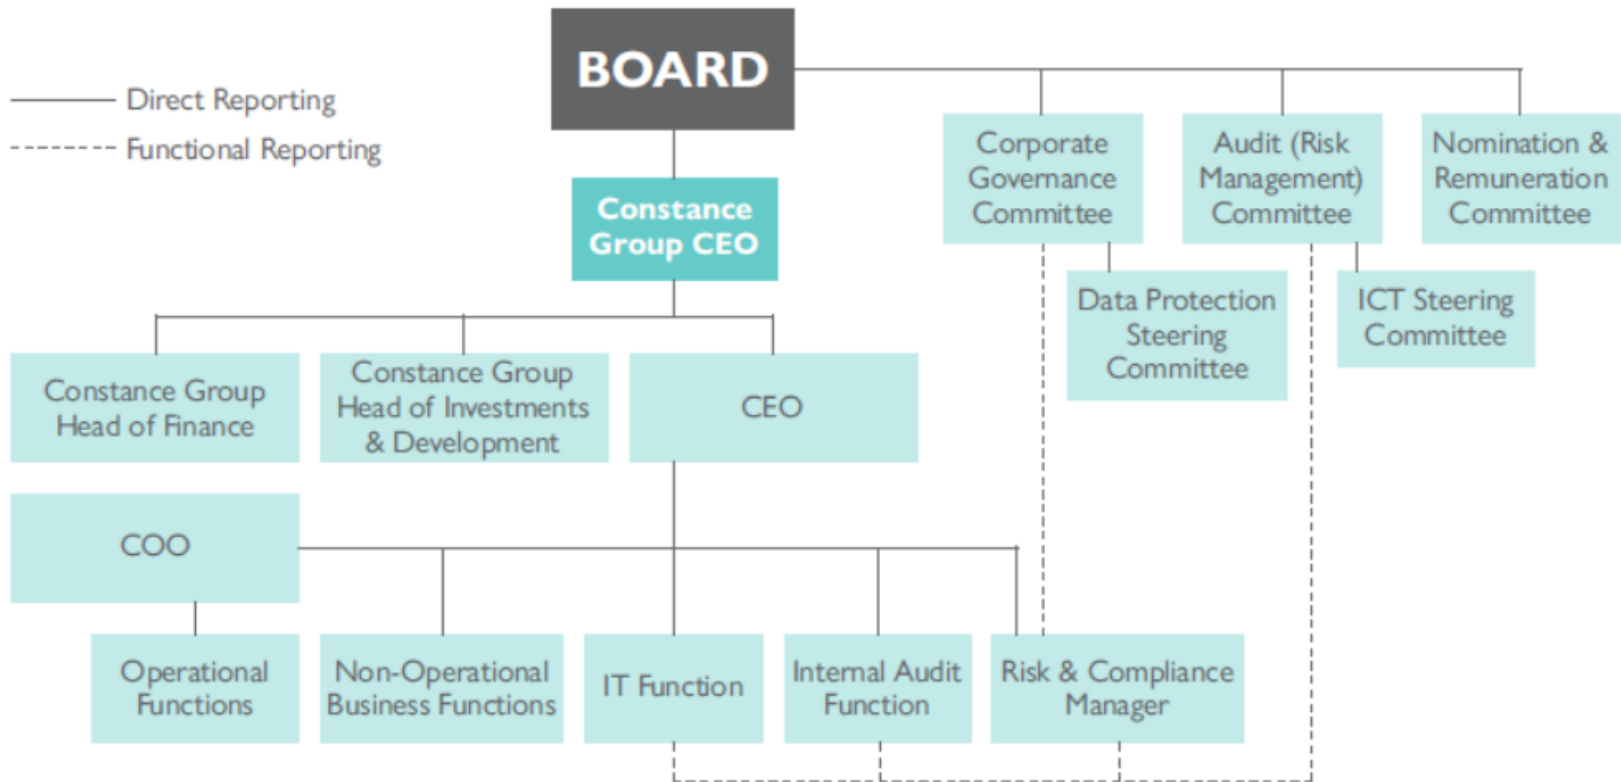 BOARD
Direct Reporting
Functional Reporting
Corporate
Governance
Committee
Audit (Risk
Management)
Committee
Nomination &
Remuneration
Committee
Constance
Group CEO
Data Protection
Steering
Committee
ICT Steering
Committee
Constance Group
Head of Finance
Constance Group
Head of Investments
& Development
CEO
COO
Operational
Functions
Non-Operational
Business Functions
IT Function
Internal Audit
Function
Risk & Compliance
Manager